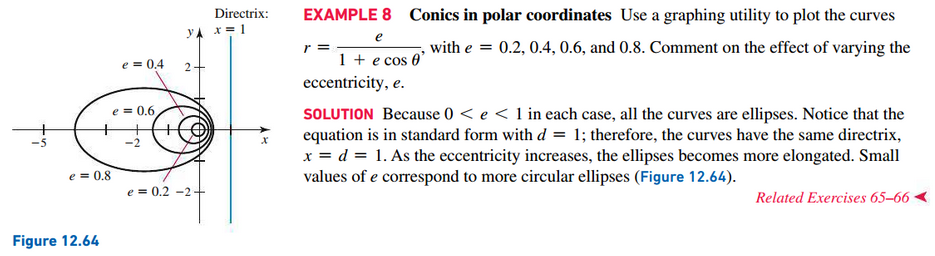 Directrix:
x = 1
y
e = 0.4
2
e = 0.6
-5
-2
x
e = 0.8
e = 0.2
-2
Figure 12.64
EXAMPLE 8 Conics in polar coordinates Use a graphing utility to plot the curves
r = e / (1 + e cos θ), with e = 0.2, 0.4, 0.6, and 0.8. Comment on the effect of varying the
eccentricity, e.
SOLUTION Because 0 < e < 1 in each case, all the curves are ellipses. Notice that the
equation is in standard form with d = 1; therefore, the curves have the same directrix,
x = d = 1. As the eccentricity increases, the ellipses becomes more elongated. Small
values of e correspond to more circular ellipses (Figure 12.64).
Related Exercises 65–66 ◄